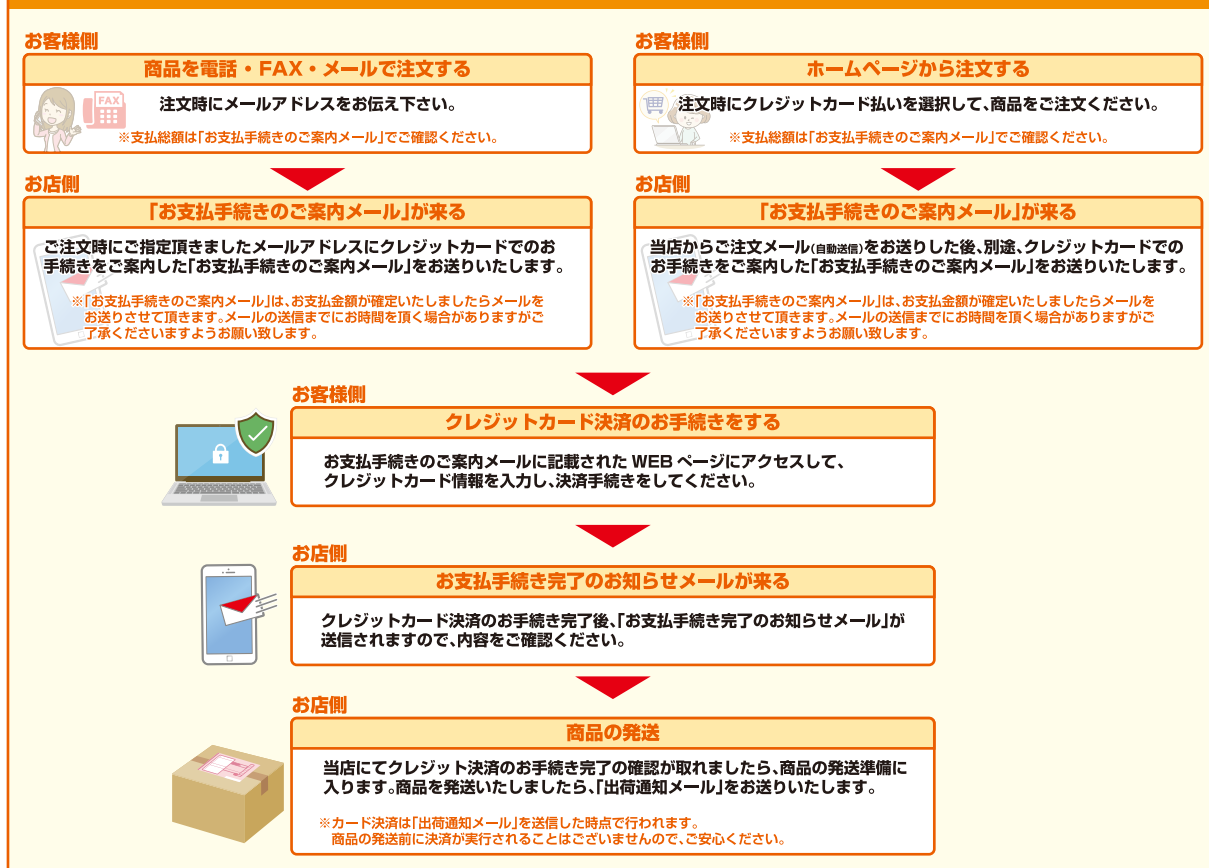 お客様側
商品を電話・FAX・メールで注文する
FAX
注文時にメールアドレスをお伝え下さい。
※支払総額は「お支払手続きのご案内メール」でご確認ください。
お店側
「お支払手続きのご案内メール」が来る
ご注文時にご指定頂きましたメールアドレスにクレジットカードでのお
手続きをご案内した「お支払手続きのご案内メール」をお送りいたします。
※「お支払手続きのご案内メール」は、お支払金額が確定いたしましたらメールを
お送りさせて頂きます。メールの送信までにお時間を頂く場合がありますがご
了承くださいますようお願い致します。
お客様側
ホームページから注文する
注文時にクレジットカード払いを選択して、商品をご注文ください。
※支払総額は「お支払手続きのご案内メール」でご確認ください。
お店側
「お支払手続きのご案内メール」が来る
当店からご注文メール(自動送信)をお送りした後、別途、クレジットカードでの
お手続きをご案内した「お支払手続きのご案内メール」をお送りいたします。
※「お支払手続きのご案内メール」は、お支払金額が確定いたしましたらメールを
お送りさせて頂きます。メールの送信までにお時間を頂く場合がありますがご
了承くださいますようお願い致します。
お客様側
クレジットカード決済のお手続きをする
お支払手続きのご案内メールに記載された WEB ページにアクセスして、
クレジットカード情報を入力し、決済手続きをしてください。
お店側
お支払手続き完了のお知らせメールが来る
クレジットカード決済のお手続き完了後、「お支払手続き完了のお知らせメール」が
送信されますので、内容をご確認ください。
お店側
商品の発送
当店にてクレジット決済のお手続き完了の確認が取れましたら、商品の発送準備に
入ります。商品を発送いたしましたら、「出荷通知メール」をお送りいたします。
※カード決済は「出荷通知メール」を送信した時点で行われます。
商品の発送前に決済が実行されることはございませんので、ご安心ください。